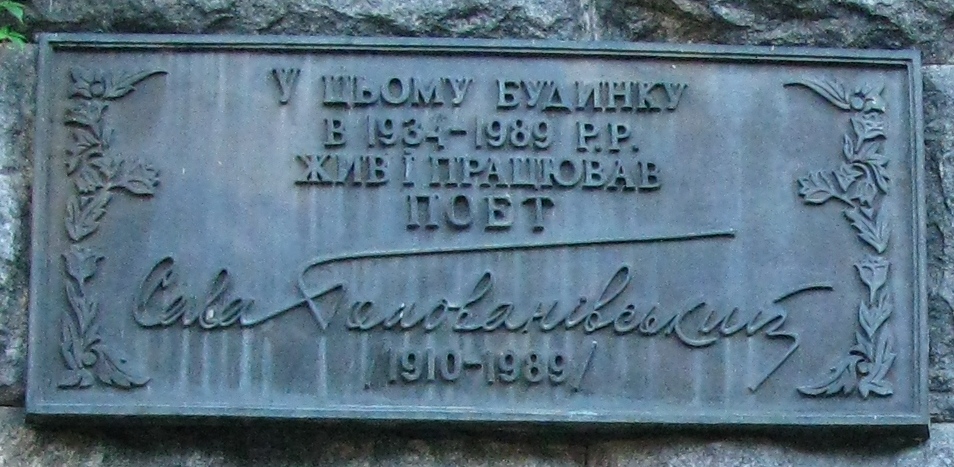 У ЦЬОМУ БУДИНКУ
В 1934-1989 Р.Р.
ЖИВ І ПРАЦЮВАВ
ПОЕТ
Сава Голованівський
/1910-1989/